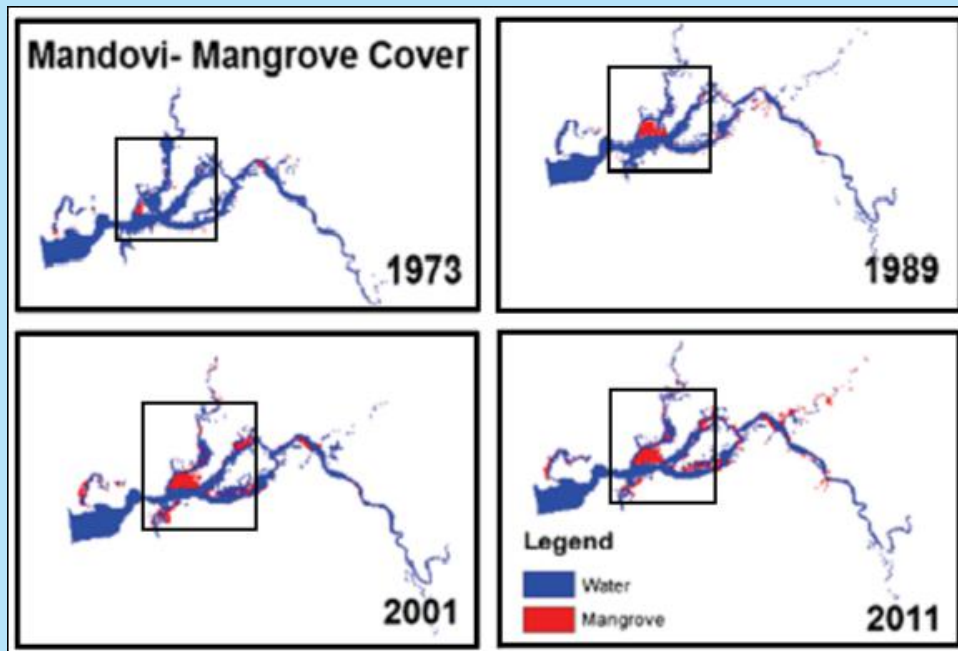 Mandovi- Mangrove Cover
1973
1989
2001
2011
Legend
Water
Mangrove